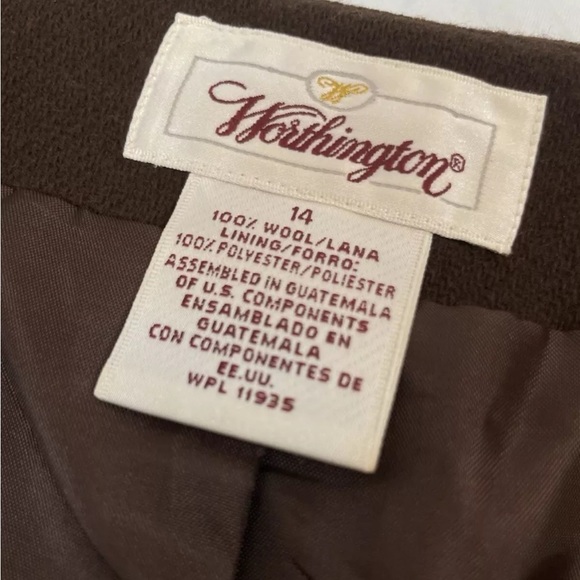 W
Worthington®
14
100% WOOL/LANA
LINING/FORRO:
100% POLYESTER/POLIESTER
ASSEMBLED IN GUATEMALA
OF U.S. COMPONENTS
ENSAMBLADO EN
GUATEMALA
CON COMPONENTES DE
EE.UU.
WPL 11935